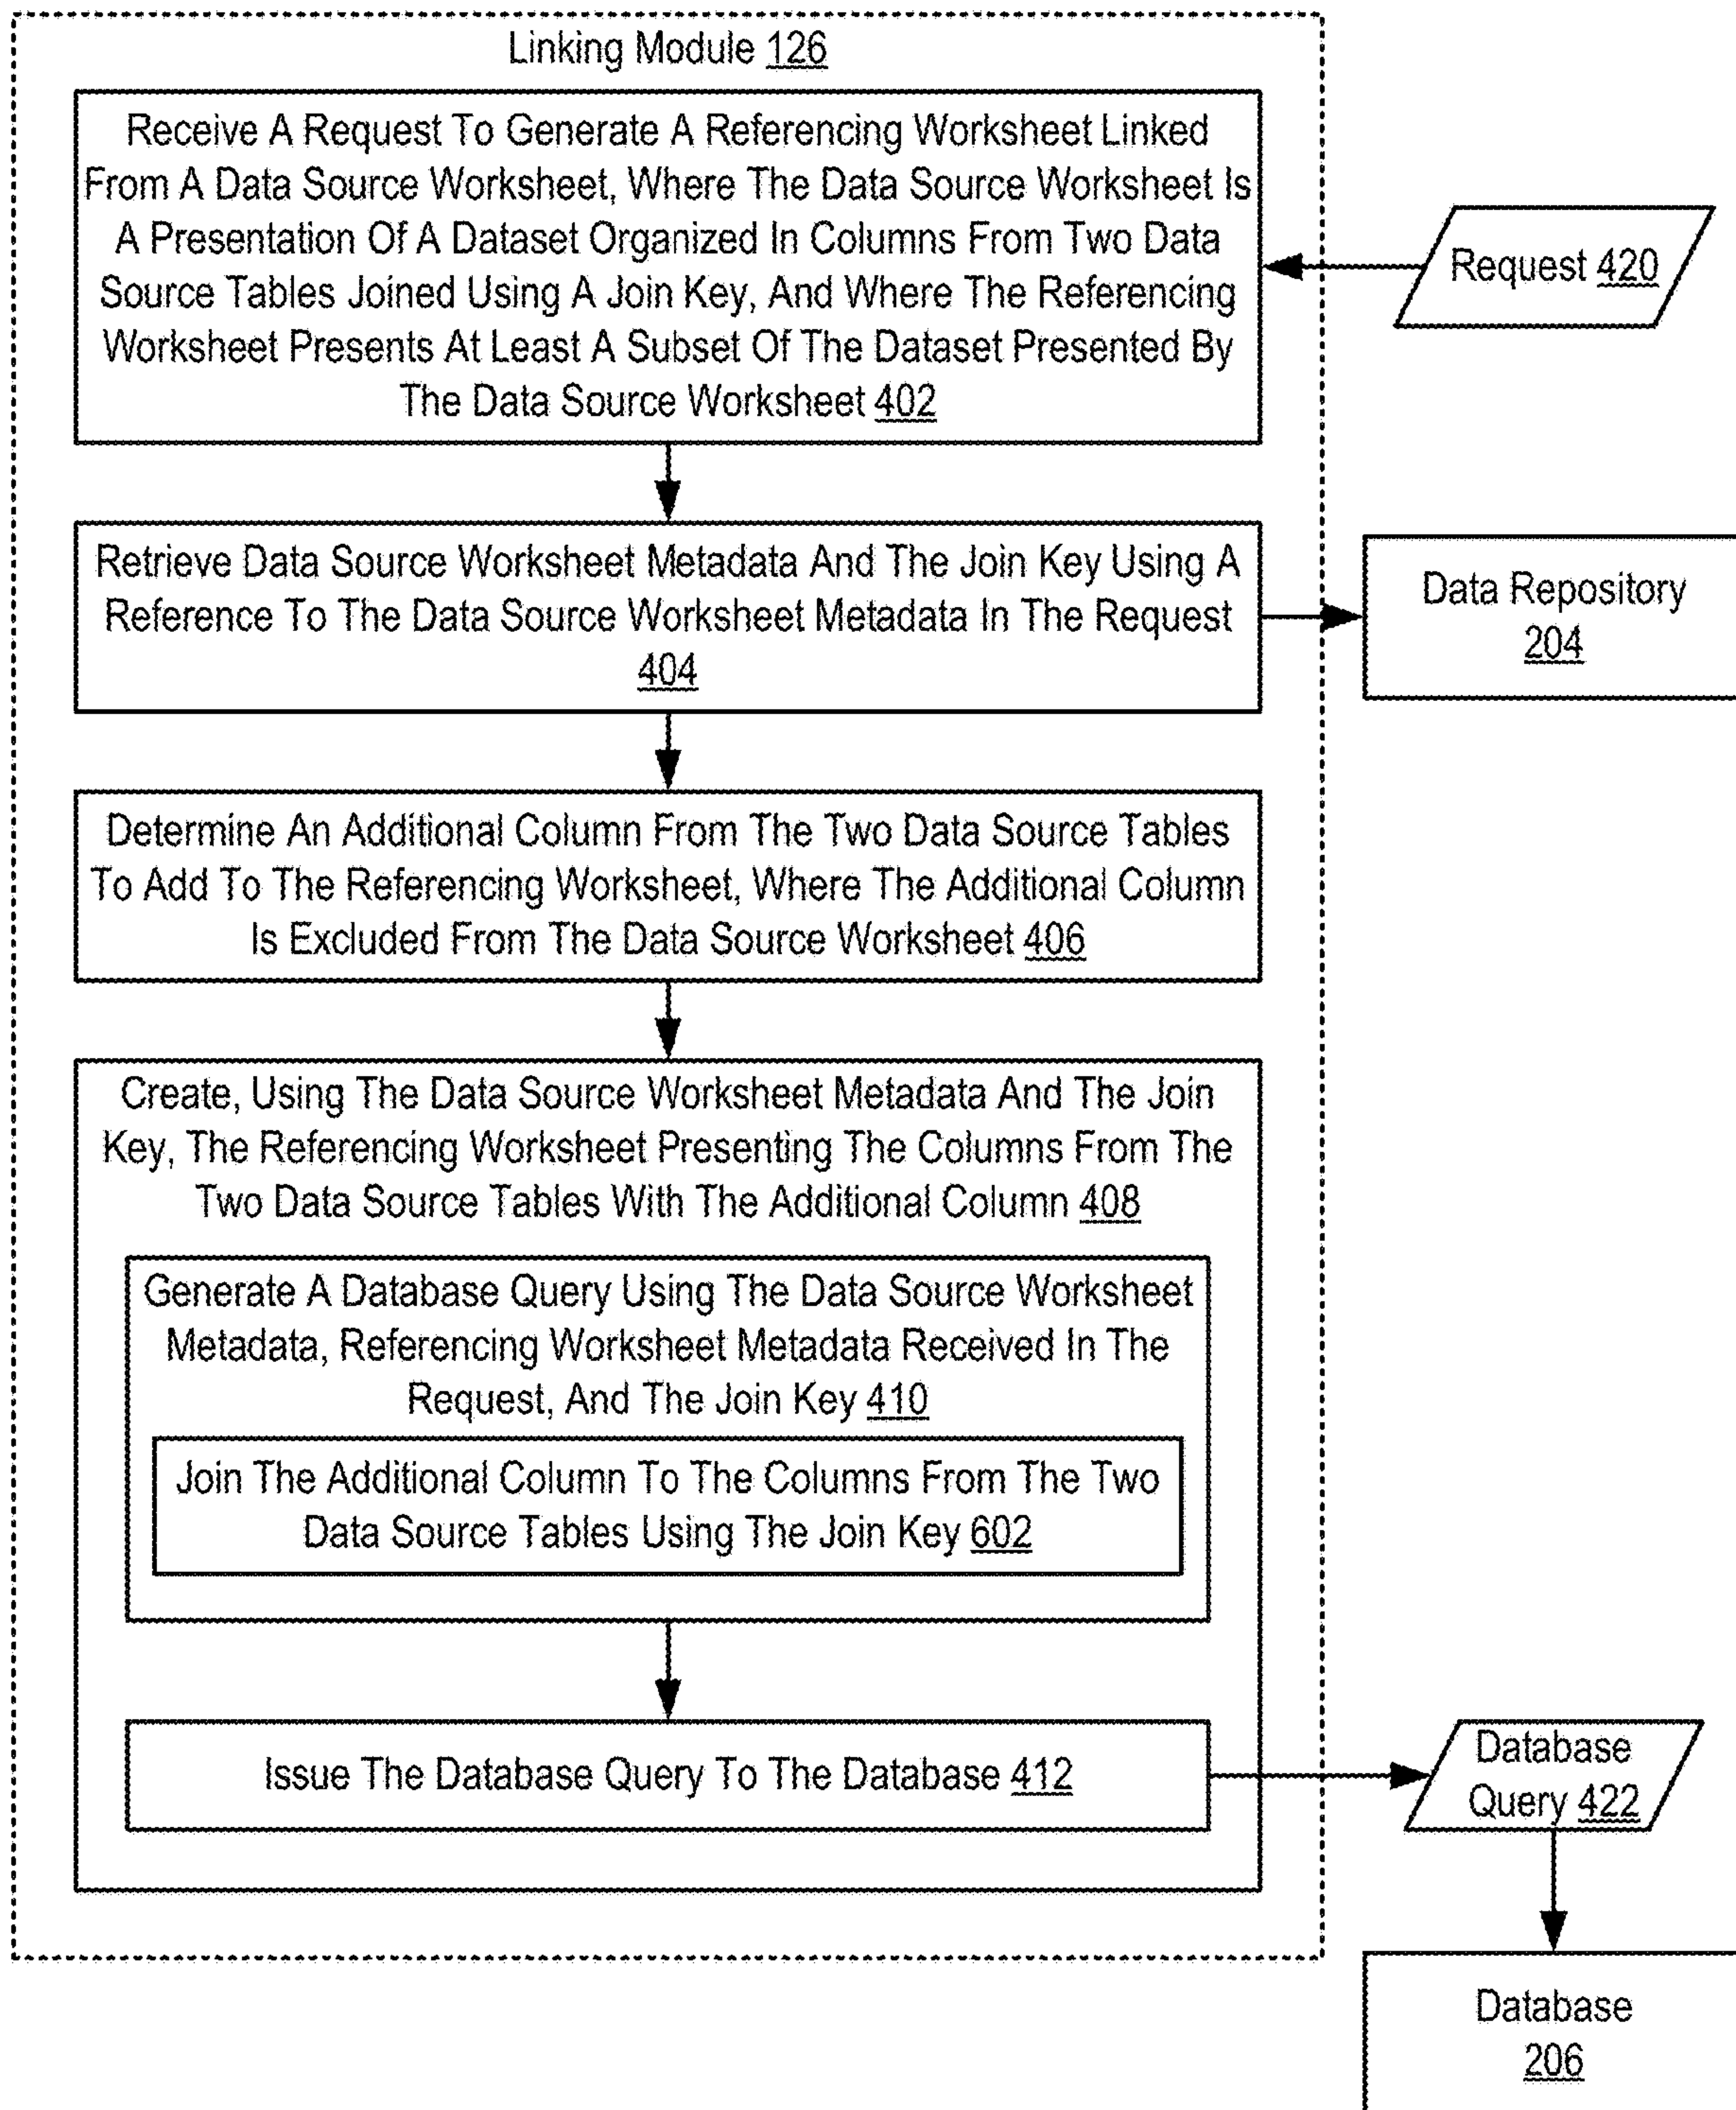 Linking Module 126
Receive A Request To Generate A Referencing Worksheet Linked
From A Data Source Worksheet, Where The Data Source Worksheet Is
A Presentation Of A Dataset Organized In Columns From Two Data
Source Tables Joined Using A Join Key, And Where The Referencing
Worksheet Presents At Least A Subset Of The Dataset Presented By
The Data Source Worksheet 402
Request 420
Retrieve Data Source Worksheet Metadata And The Join Key Using A
Reference To The Data Source Worksheet Metadata In The Request
404
Data Repository
204
Determine An Additional Column From The Two Data Source Tables
To Add To The Referencing Worksheet, Where The Additional Column
Is Excluded From The Data Source Worksheet 406
Create, Using The Data Source Worksheet Metadata And The Join
Key, The Referencing Worksheet Presenting The Columns From The
Two Data Source Tables With The Additional Column 408
Generate A Database Query Using The Data Source Worksheet
Metadata, Referencing Worksheet Metadata Received In The
Request, And The Join Key 410
Join The Additional Column To The Columns From The Two
Data Source Tables Using The Join Key 602
Issue The Database Query To The Database 412
Database
Query 422
Database
206